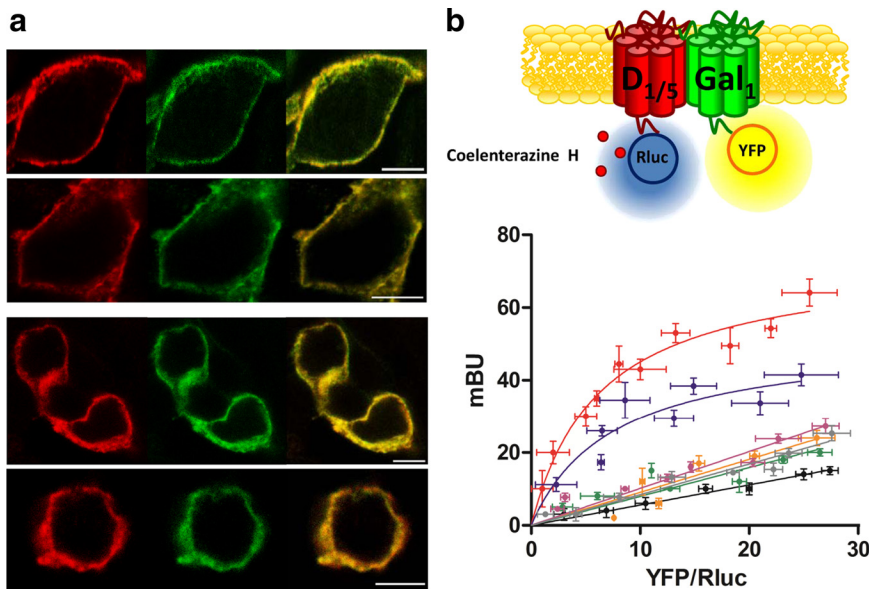 a
b
D1/5 Gal1
Coelenterazine H
Rluc
YFP
80
60
40
20
0
mBU
0 10 20 30
YFP/Rluc